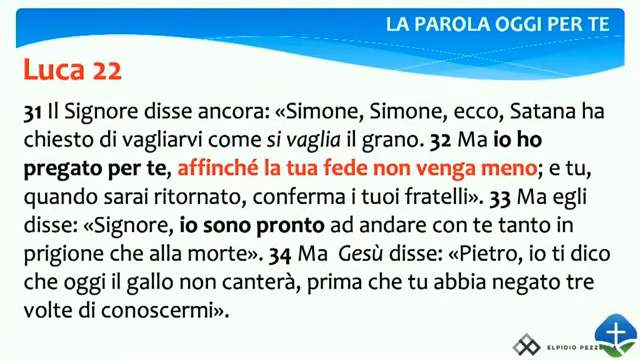 LA PAROLA OGGI PER TE
Luca 22
31 Il Signore disse ancora: «Simone, Simone, ecco, Satana ha
chiesto di vagliarvi come si vaglia il grano. 32 Ma io ho
pregato per te, affinché la tua fede non venga meno; e tu,
quando sarai ritornato, conferma i tuoi fratelli». 33 Ma egli
disse: «Signore, io sono pronto ad andare con te tanto in
prigione che alla morte». 34 Ma Gesù disse: «Pietro, io ti dico
che oggi il gallo non canterà, prima che tu abbia negato tre
volte di conoscermi».
ELPIDIO